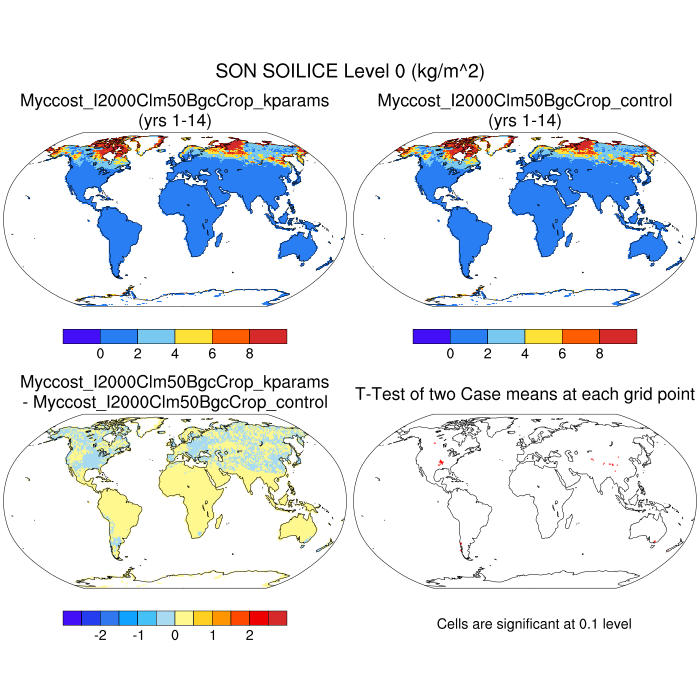 SON SOILICE Level 0 (kg/m^2)
Myccost_I2000Clm50BgcCrop_kparams
(yrs 1-14)
Myccost_I2000Clm50BgcCrop_control
(yrs 1-14)
0 2 4 6 8
0 2 4 6 8
Myccost_I2000Clm50BgcCrop_kparams
- Myccost_I2000Clm50BgcCrop_control
T-Test of two Case means at each grid point
-2 -1 0 1 2
Cells are significant at 0.1 level